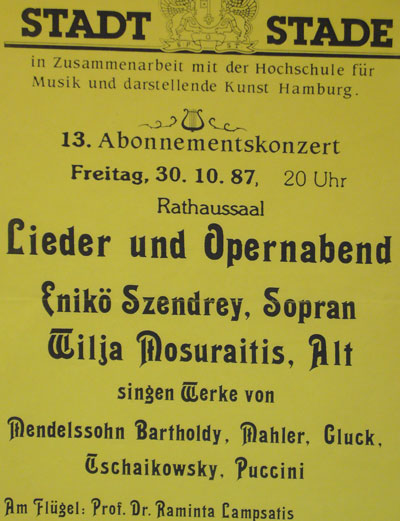 STADT STADE
in Zusammenarbeit mit der Hochschule für
Musik und darstellende Kunst Hamburg.
13. Abonnementskonzert
Freitag, 30. 10. 87, 20 Uhr
Rathaussaal
Lieder und Opernabend
Enikö Szendrey, Sopran
Wilja Mosuraitis, Alt
singen Werke von
Mendelssohn Bartholdy, Mahler, Gluck,
Tschaikowsky, Puccini
Am Flügel: Prof. Dr. Raminta Lampsatis